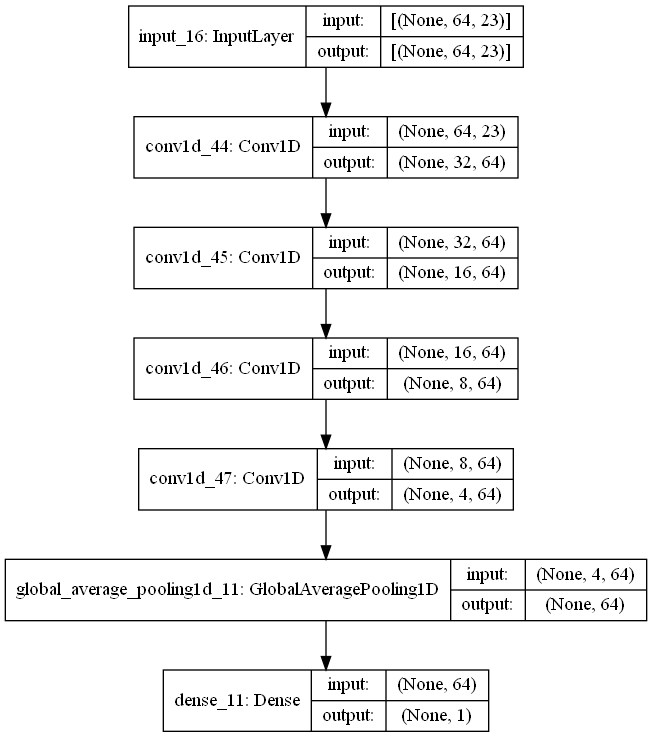 input_16: InputLayer
input:
[(None, 64, 23)]
output:
[(None, 64, 23)]
conv1d_44: Conv1D
input:
(None, 64, 23)
output:
(None, 32, 64)
conv1d_45: Conv1D
input:
(None, 32, 64)
output:
(None, 16, 64)
conv1d_46: Conv1D
input:
(None, 16, 64)
output:
(None, 8, 64)
conv1d_47: Conv1D
input:
(None, 8, 64)
output:
(None, 4, 64)
global_average_pooling1d_11: GlobalAveragePooling1D
input:
(None, 4, 64)
output:
(None, 64)
dense_11: Dense
input:
(None, 64)
output:
(None, 1)